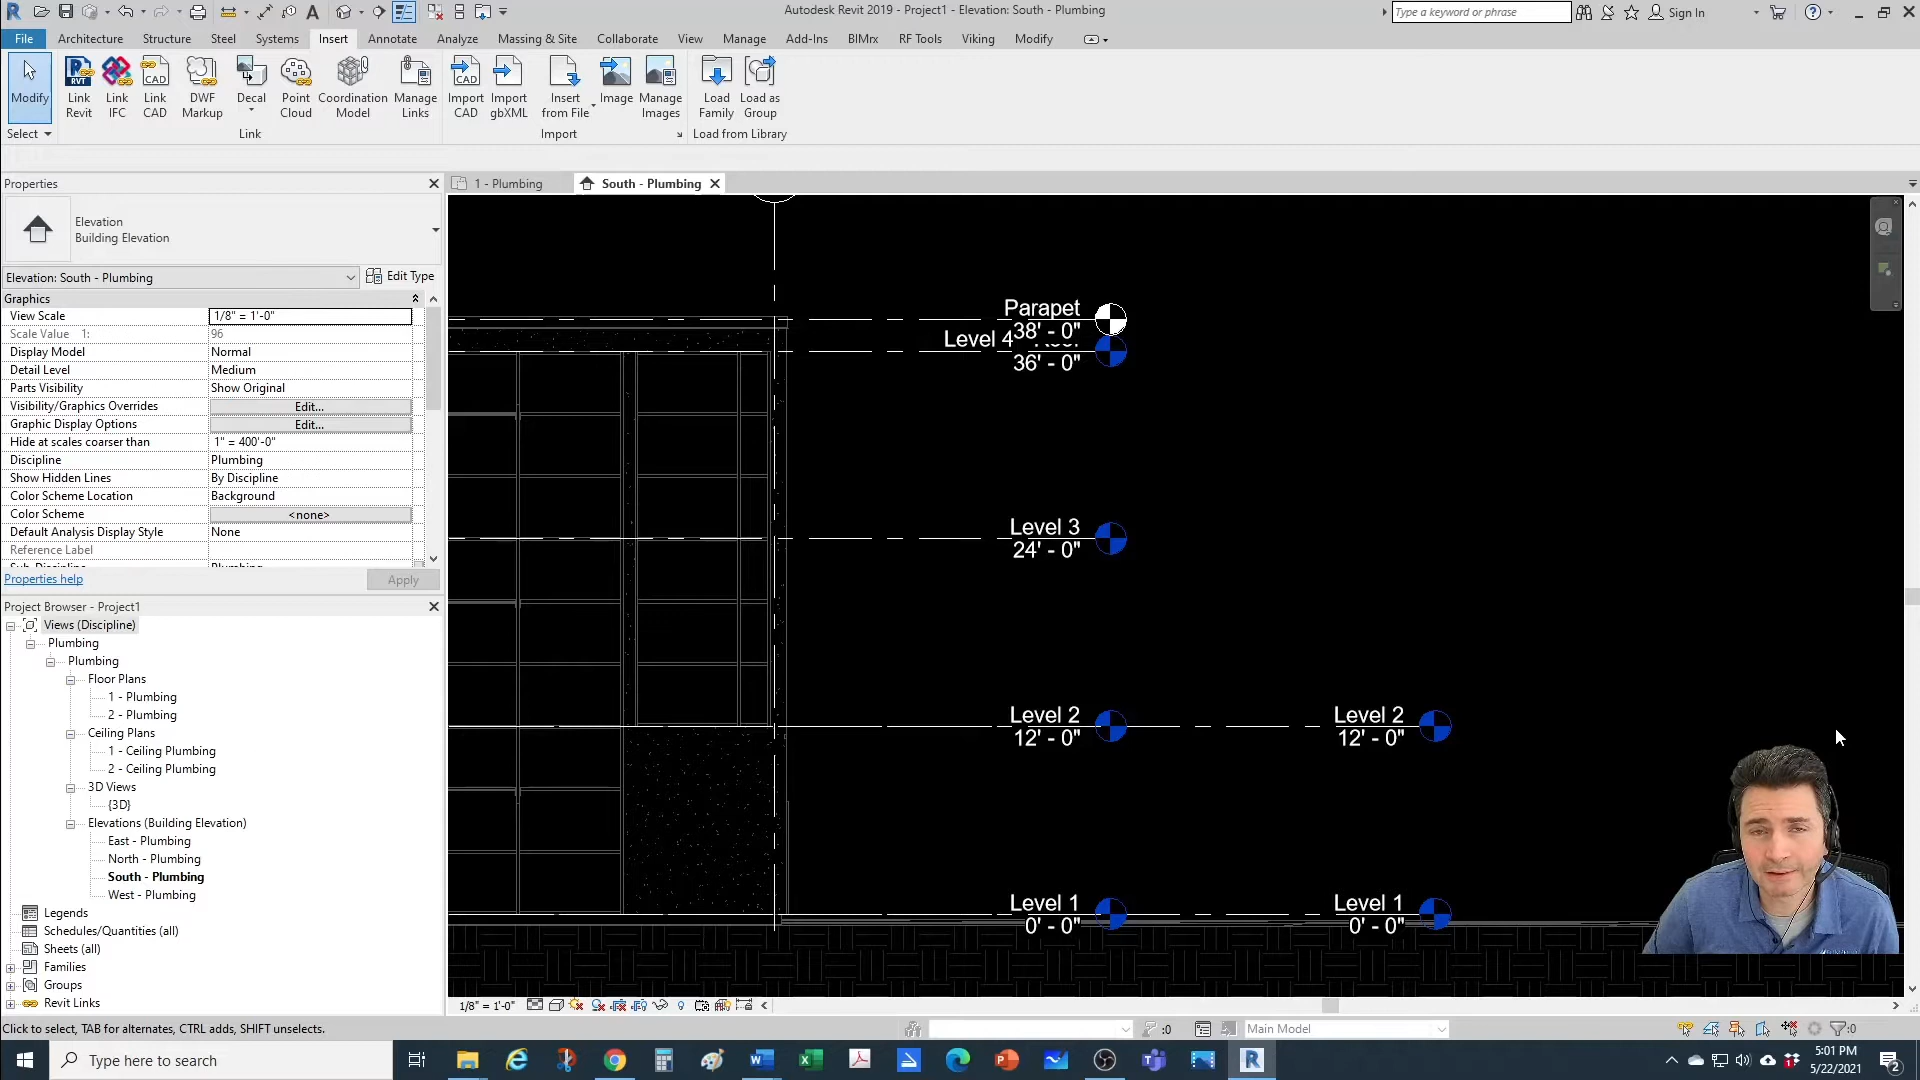 Autodesk Revit 2019 - Project1 - Elevation: South - Plumbing
Type a keyword or phrase
Sign In
File Architecture Structure Steel Systems Insert Annotate Analyze Massing & Site Collaborate View Manage Add-Ins BIMrx RF Tools Viking Modify
Modify
Link Revit
Link IFC
Link CAD
DWF Markup
Decal
Point Cloud
Coordination Model
Manage Links
Import CAD
Import gbXML
Insert from File
Image
Manage Images
Load Family
Load as Group
Select
Link
Import
Load from Library
Properties
1 - Plumbing
South - Plumbing
Elevation
Building Elevation
Elevation: South - Plumbing
Edit Type
Graphics
View Scale 1/8" = 1'-0"
Scale Value 1: 96
Display Model Normal
Detail Level Medium
Parts Visibility Show Original
Visibility/Graphics Overrides Edit...
Graphic Display Options Edit...
Hide at scales coarser than 1" = 400'-0"
Discipline Plumbing
Show Hidden Lines By Discipline
Color Scheme Location Background
Color Scheme <none>
Default Analysis Display Style None
Reference Label
Properties help
Apply
Project Browser - Project1
Views (Discipline)
Plumbing
Plumbing
Floor Plans
1 - Plumbing
2 - Plumbing
Ceiling Plans
1 - Ceiling Plumbing
2 - Ceiling Plumbing
3D Views
{3D}
Elevations (Building Elevation)
East - Plumbing
North - Plumbing
South - Plumbing
West - Plumbing
Legends
Schedules/Quantities (all)
Sheets (all)
Families
Groups
Revit Links
Parapet
38' - 0"
Level 4
36' - 0"
Level 3
24' - 0"
Level 2
12' - 0"
Level 2
12' - 0"
Level 1
0' - 0"
Level 1
0' - 0"
1/8" = 1'-0"
Click to select, TAB for alternates, CTRL adds, SHIFT unselects.
:0
Main Model
:0
Type here to search
5:01 PM
5/22/2021
2